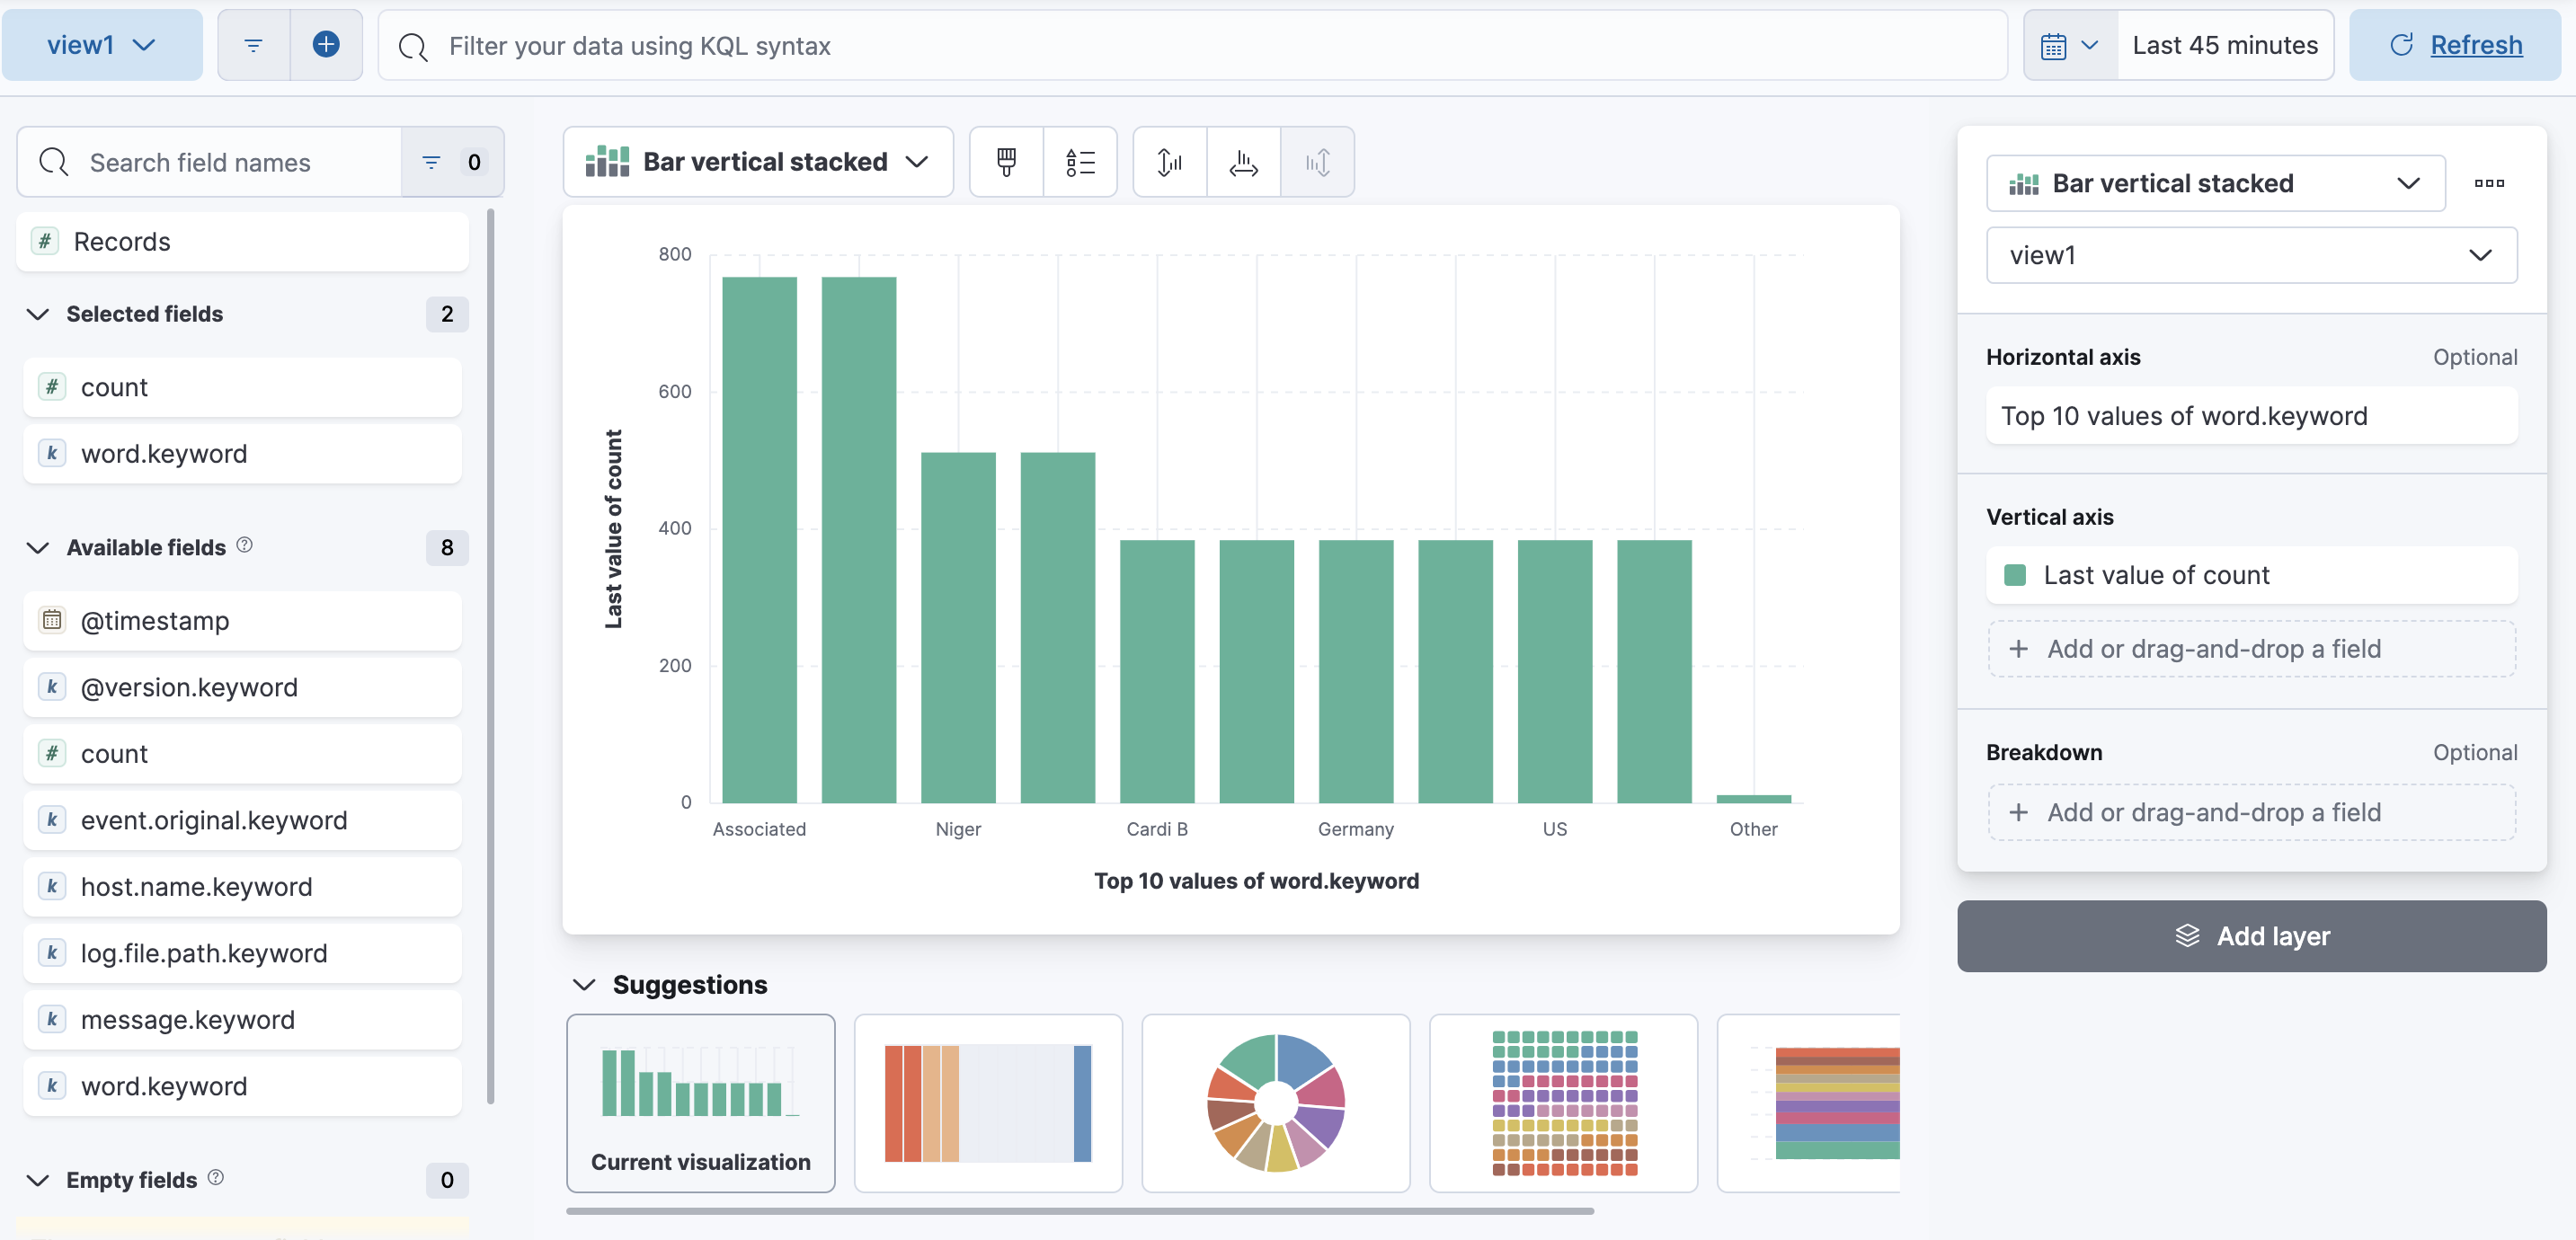 view1
Filter your data using KQL syntax
Last 45 minutes
Refresh
Search field names
0
# Records
Selected fields
2
# count
k word.keyword
Available fields
8
@timestamp
k @version.keyword
# count
k event.original.keyword
k host.name.keyword
k log.file.path.keyword
k message.keyword
k word.keyword
Empty fields
0
Bar vertical stacked
800
600
400
200
0
Last value of count
Associated
Niger
Cardi B
Germany
US
Other
Top 10 values of word.keyword
Suggestions
Current visualization
Bar vertical stacked
view1
Horizontal axis
Optional
Top 10 values of word.keyword
Vertical axis
Last value of count
+ Add or drag-and-drop a field
Breakdown
Optional
+ Add or drag-and-drop a field
Add layer